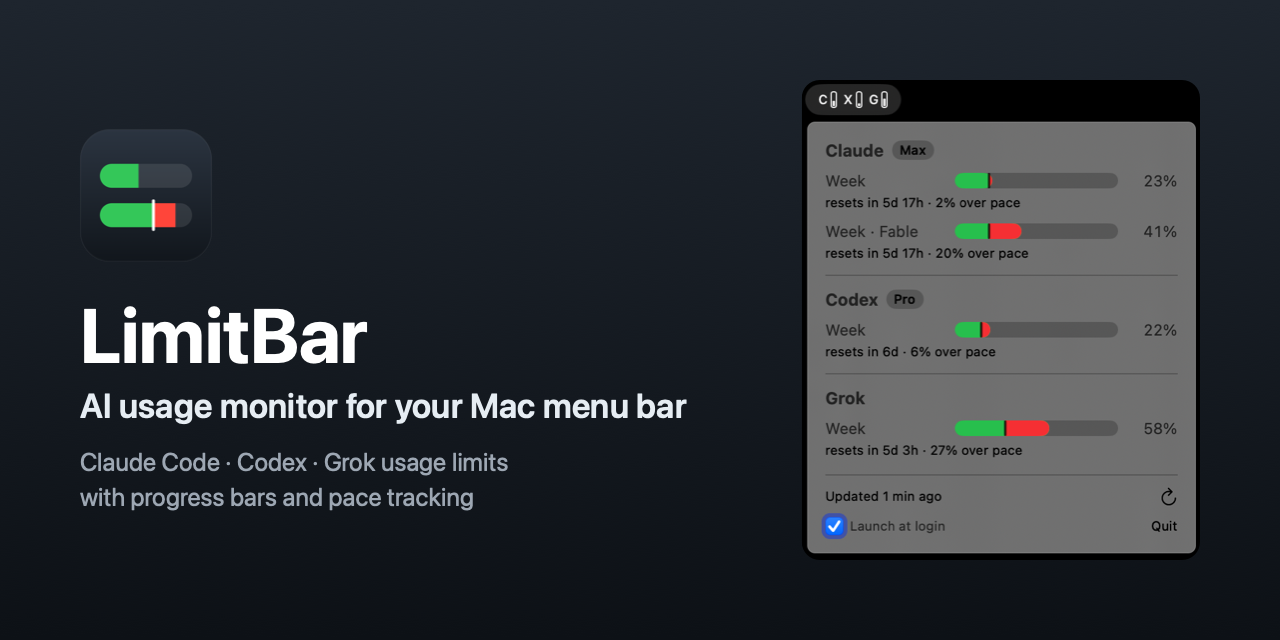 LimitBar
AI usage monitor for your Mac menu bar
Claude Code · Codex · Grok usage limits
with progress bars and pace tracking
C X G
Claude Max
Week 23%
resets in 5d 17h · 2% over pace
Week · Fable 41%
resets in 5d 17h · 20% over pace
Codex Pro
Week 22%
resets in 6d · 6% over pace
Grok
Week 58%
resets in 5d 3h · 27% over pace
Updated 1 min ago
Launch at login Quit